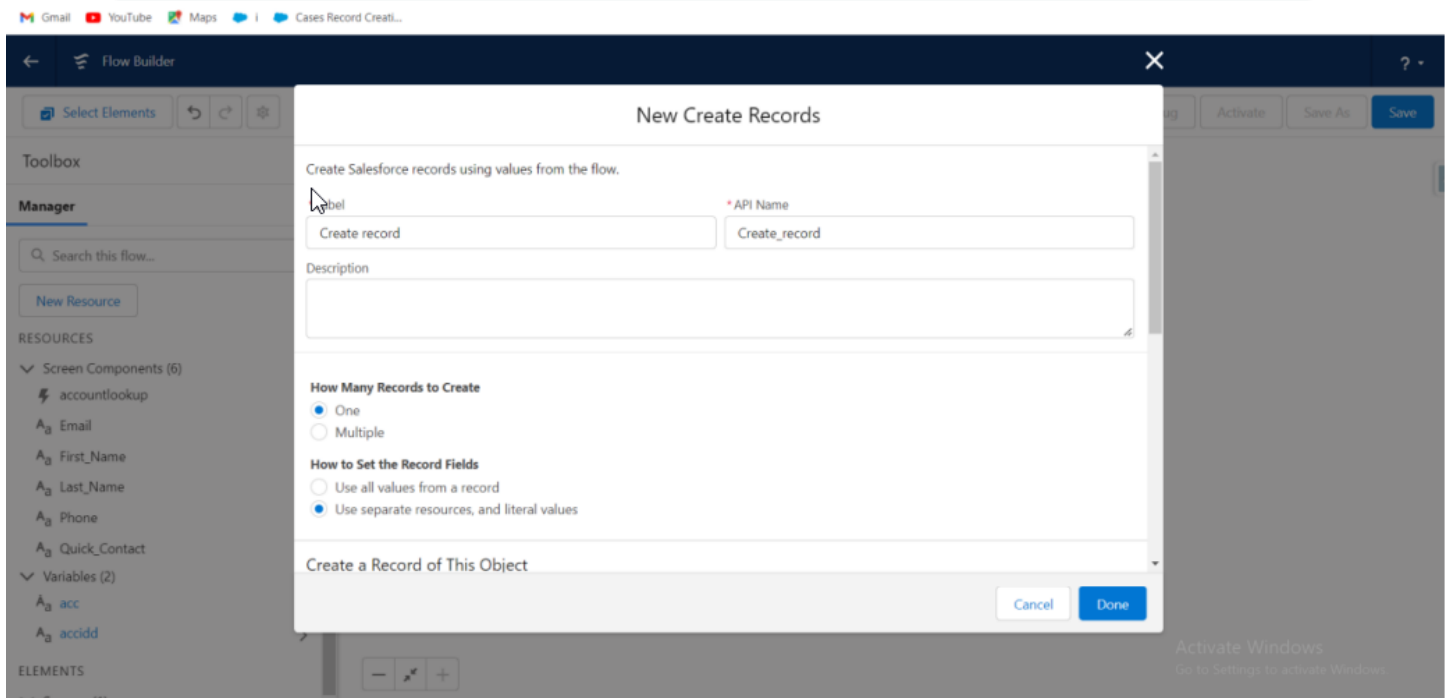 Gmail YouTube Maps i Cases Record Creati...
Flow Builder ?
Select Elements Activate Save As Save
New Create Records
Toolbox
Create Salesforce records using values from the flow.
Manager
* API Name
Create record Create_record
Search this flow...
Description
New Resource
RESOURCES
Screen Components (6)
How Many Records to Create
accountlookup
One
Email
Multiple
First_Name
How to Set the Record Fields
Last_Name
Use all values from a record
Phone
Use separate resources, and literal values
Quick_Contact
Create a Record of This Object
Variables (2)
acc
Cancel Done
accidd
Activate Windows
Go to Settings to activate Windows.
ELEMENTS